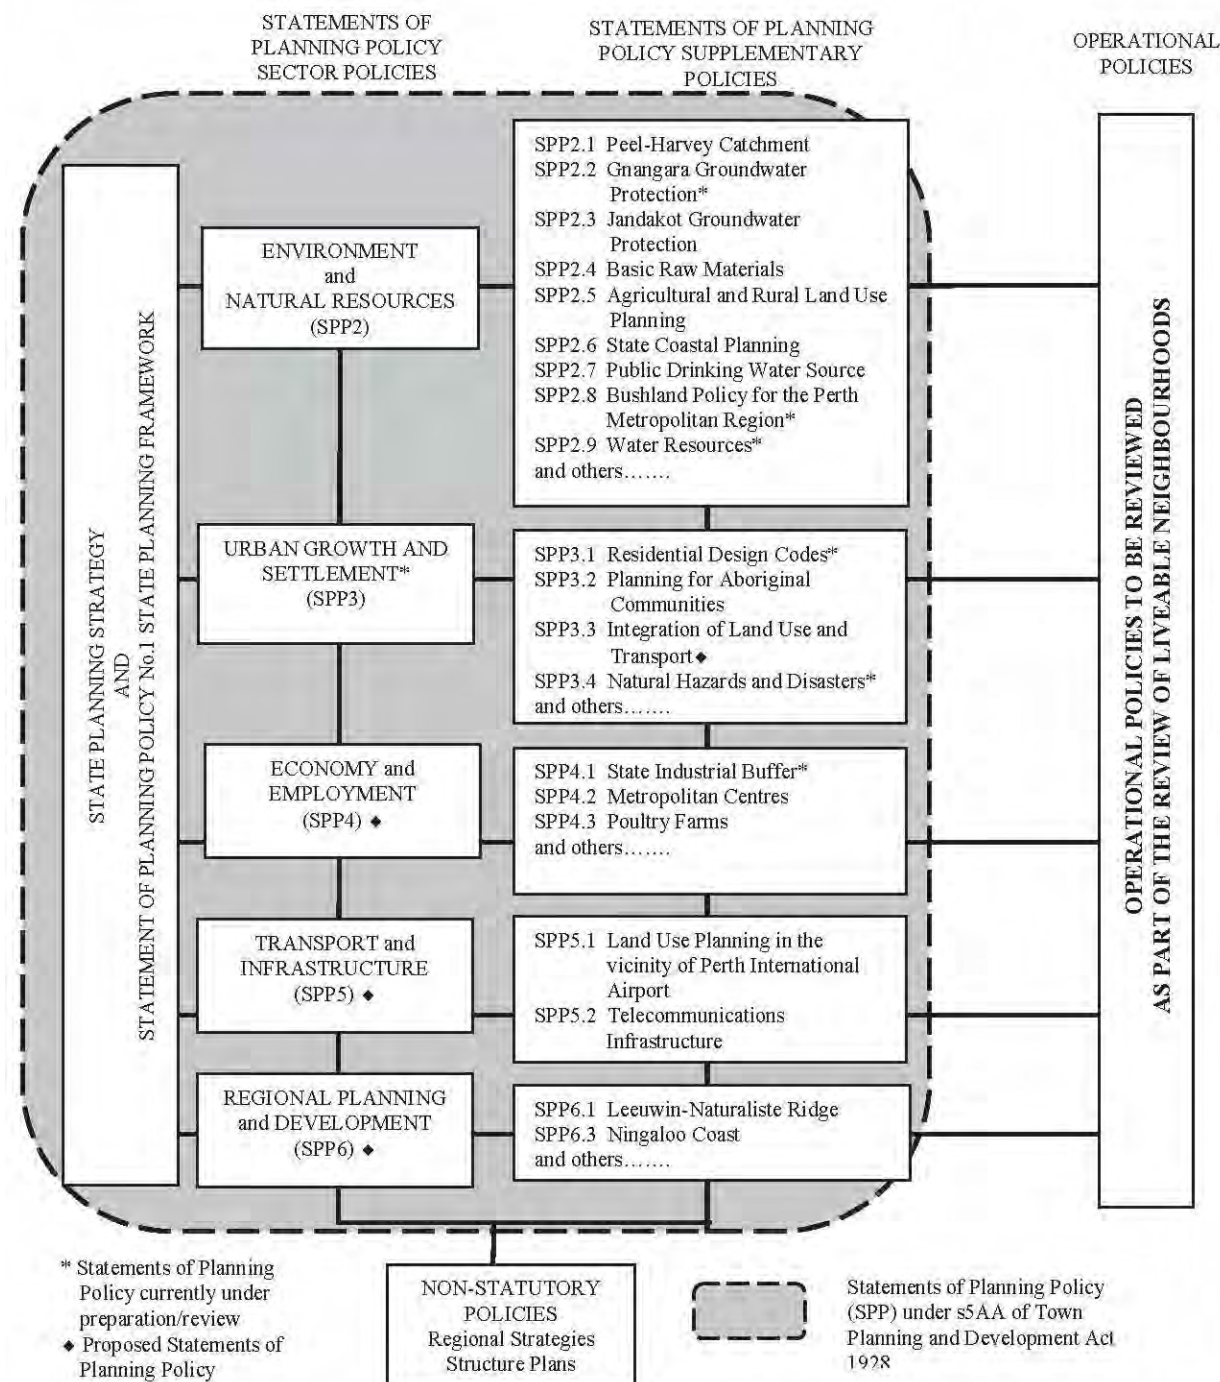 STATEMENTS OF
PLANNING POLICY
SECTOR POLICIES
STATEMENTS OF PLANNING
POLICY SUPPLEMENTARY
POLICIES
OPERATIONAL
POLICIES
STATE PLANNING STRATEGY
AND
STATEMENT OF PLANNING POLICY No.1 STATE PLANNING FRAMEWORK
ENVIRONMENT
and
NATURAL RESOURCES
(SPP2)
SPP2.1 Peel-Harvey Catchment
SPP2.2 Gnangara Groundwater
Protection*
SPP2.3 Jandakot Groundwater
Protection
SPP2.4 Basic Raw Materials
SPP2.5 Agricultural and Rural Land Use
Planning
SPP2.6 State Coastal Planning
SPP2.7 Public Drinking Water Source
SPP2.8 Bushland Policy for the Perth
Metropolitan Region*
SPP2.9 Water Resources*
and others.......
URBAN GROWTH AND
SETTLEMENT*
(SPP3)
SPP3.1 Residential Design Codes*
SPP3.2 Planning for Aboriginal
Communities
SPP3.3 Integration of Land Use and
Transport◆
SPP3.4 Natural Hazards and Disasters*
and others.......
ECONOMY and
EMPLOYMENT
(SPP4) ◆
SPP4.1 State Industrial Buffer*
SPP4.2 Metropolitan Centres
SPP4.3 Poultry Farms
and others.......
TRANSPORT and
INFRASTRUCTURE
(SPP5) ◆
SPP5.1 Land Use Planning in the
vicinity of Perth International
Airport
SPP5.2 Telecommunications
Infrastructure
REGIONAL PLANNING
and DEVELOPMENT
(SPP6) ◆
SPP6.1 Leeuwin-Naturaliste Ridge
SPP6.3 Ningaloo Coast
and others.......
OPERATIONAL POLICIES TO BE REVIEWED
AS PART OF THE REVIEW OF LIVEABLE NEIGHBOURHOODS
* Statements of Planning
Policy currently under
preparation/review
◆ Proposed Statements of
Planning Policy
NON-STATUTORY
POLICIES
Regional Strategies
Structure Plans
Statements of Planning Policy
(SPP) under s5AA of Town
Planning and Development Act
1928